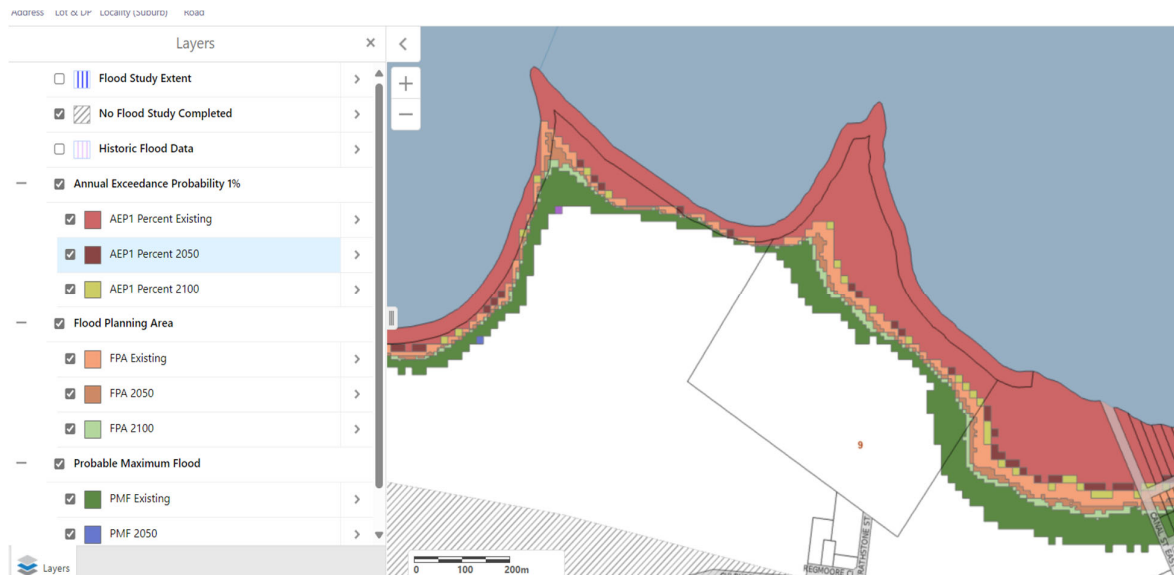 Address Lot & DP Locality (Suburb) Road
Layers
Flood Study Extent
No Flood Study Completed
Historic Flood Data
Annual Exceedance Probability 1%
AEP1 Percent Existing
AEP1 Percent 2050
AEP1 Percent 2100
Flood Planning Area
FPA Existing
FPA 2050
FPA 2100
Probable Maximum Flood
PMF Existing
PMF 2050
Layers
9
0 100 200m